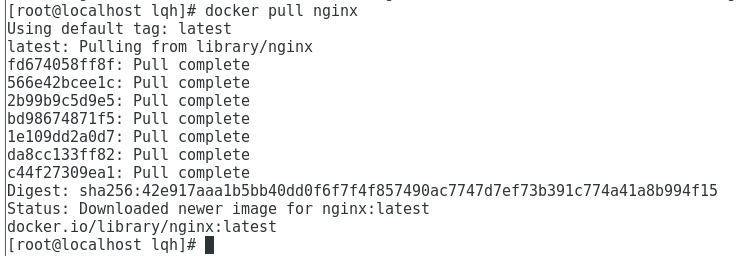 [root@localhost lqh]# docker pull nginx
Using default tag: latest
latest: Pulling from library/nginx
fd674058ff8f: Pull complete
566e42bcee1c: Pull complete
2b99b9c5d9e5: Pull complete
bd98674871f5: Pull complete
1e109dd2a0d7: Pull complete
da8cc133ff82: Pull complete
c44f27309ea1: Pull complete
Digest: sha256:42e917aaa1b5bb40dd0f6f7f4f857490ac7747d7ef73b391c774a41a8b994f15
Status: Downloaded newer image for nginx:latest
docker.io/library/nginx:latest
[root@localhost lqh]#